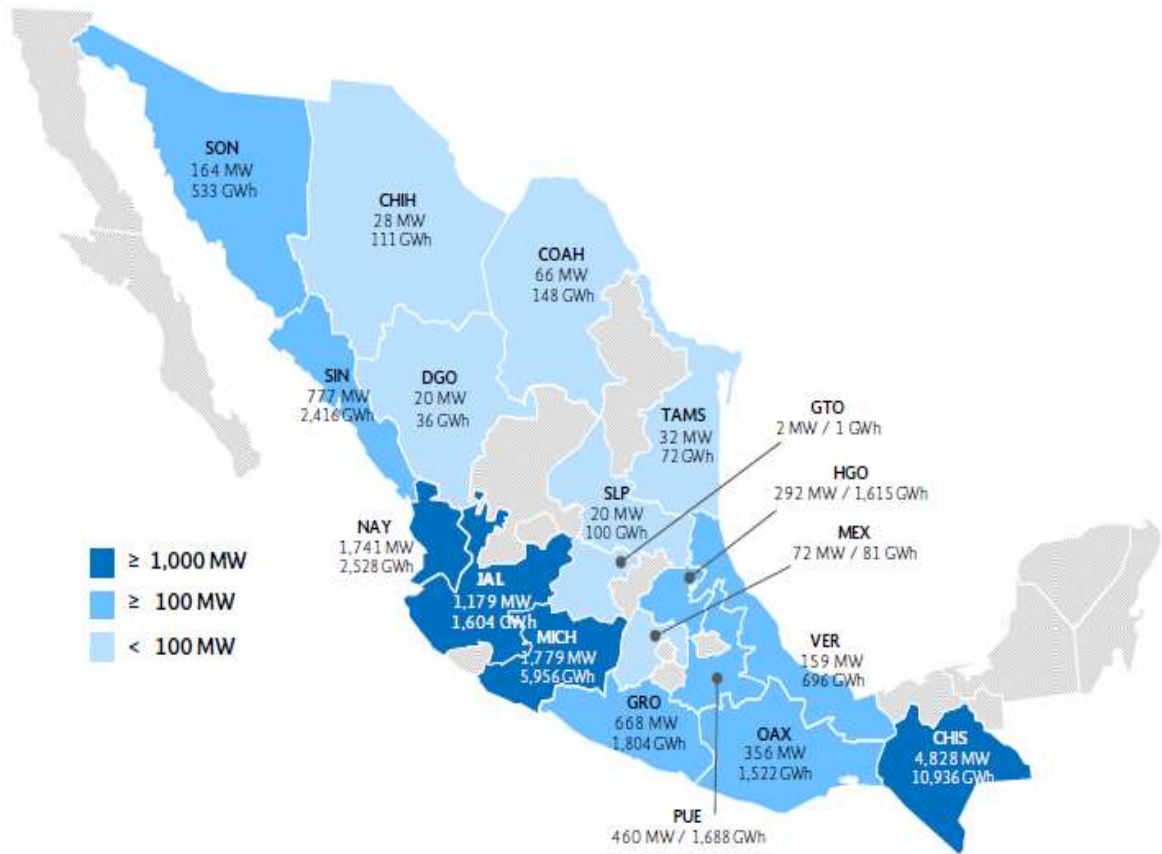 SON
164 MW
533 GWh
CHIH
28 MW
111 GWh
COAH
66 MW
148 GWh
SIN
777 MW
2,416 GWh
DGO
20 MW
36 GWh
TAMS
32 MW
72 GWh
GTO
2 MW / 1 GWh
HGO
292 MW / 1,615 GWh
SLP
20 MW
100 GWh
MEX
72 MW / 81 GWh
NAY
1,741 MW
2,528 GWh
≥ 1,000 MW
≥ 100 MW
< 100 MW
JAL
1,179 MW
1,604 GWh
MICH
1,779 MW
5,956 GWh
VER
159 MW
696 GWh
GRO
668 MW
1,804 GWh
OAX
356 MW
1,522 GWh
CHIS
4,828 MW
10,936 GWh
PUE
460 MW / 1,688 GWh